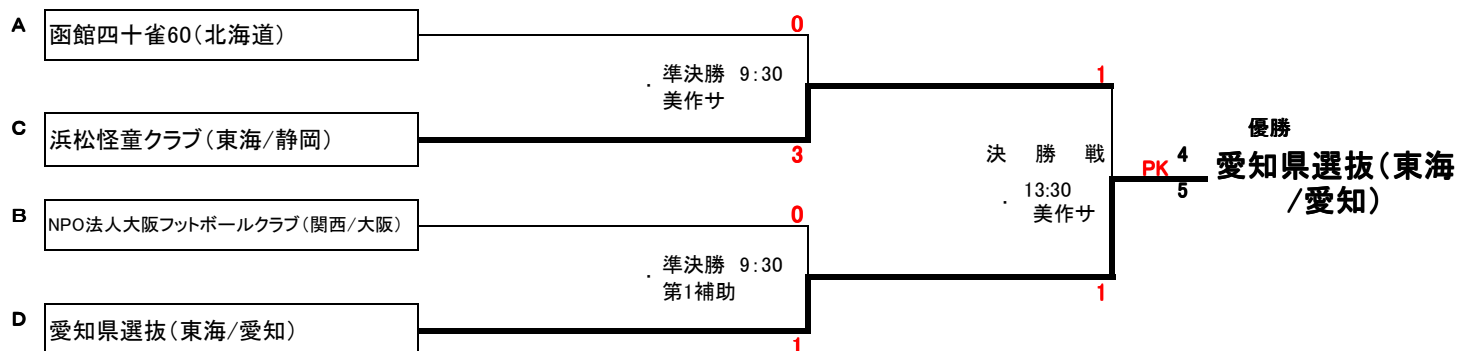 A
函館四十雀60(北海道)
0
準決勝 9:30
美作サ
1
C
浜松怪童クラブ(東海/静岡)
3
決勝戦
13:30
美作サ
PK
4
5
優勝
愛知県選抜(東海
/愛知)
B
NPO法人大阪フットボールクラブ(関西/大阪)
0
準決勝 9:30
第1補助
1
D
愛知県選抜(東海/愛知)
1